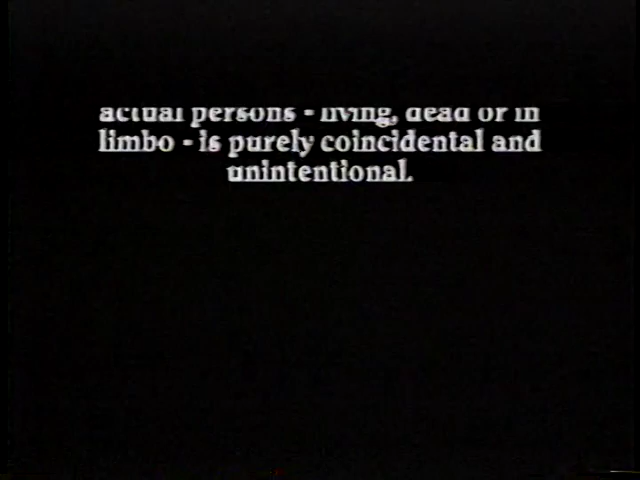 actual persons - living, dead or in
limbo - is purely coincidental and
unintentional.